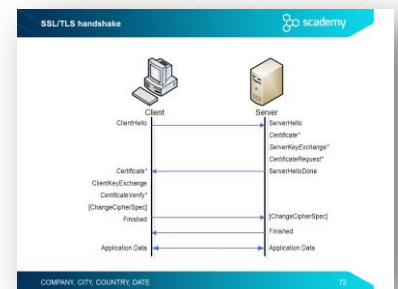 SSL/TLS handshake
scademy
Client
Server
ClientHello
ServerHello
Certificate*
ServerKeyExchange*
CertificateRequest*
Certificate*
ServerHelloDone
ClientKeyExchange
CertificateVerify*
[ChangeCipherSpec]
Finished
[ChangeCipherSpec]
Finished
Application Data
Application Data
COMPANY, CITY, COUNTRY, DATE
72